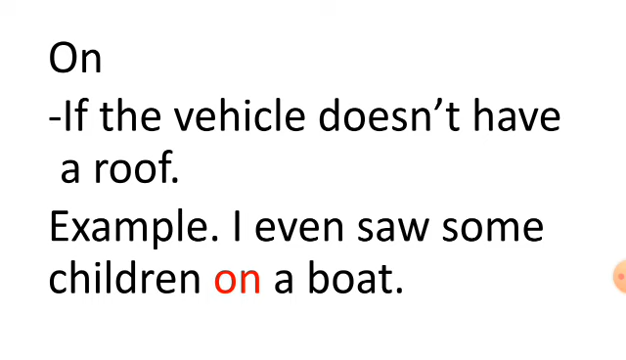 On
-If the vehicle doesn’t have
a roof.
Example. I even saw some
children on a boat.